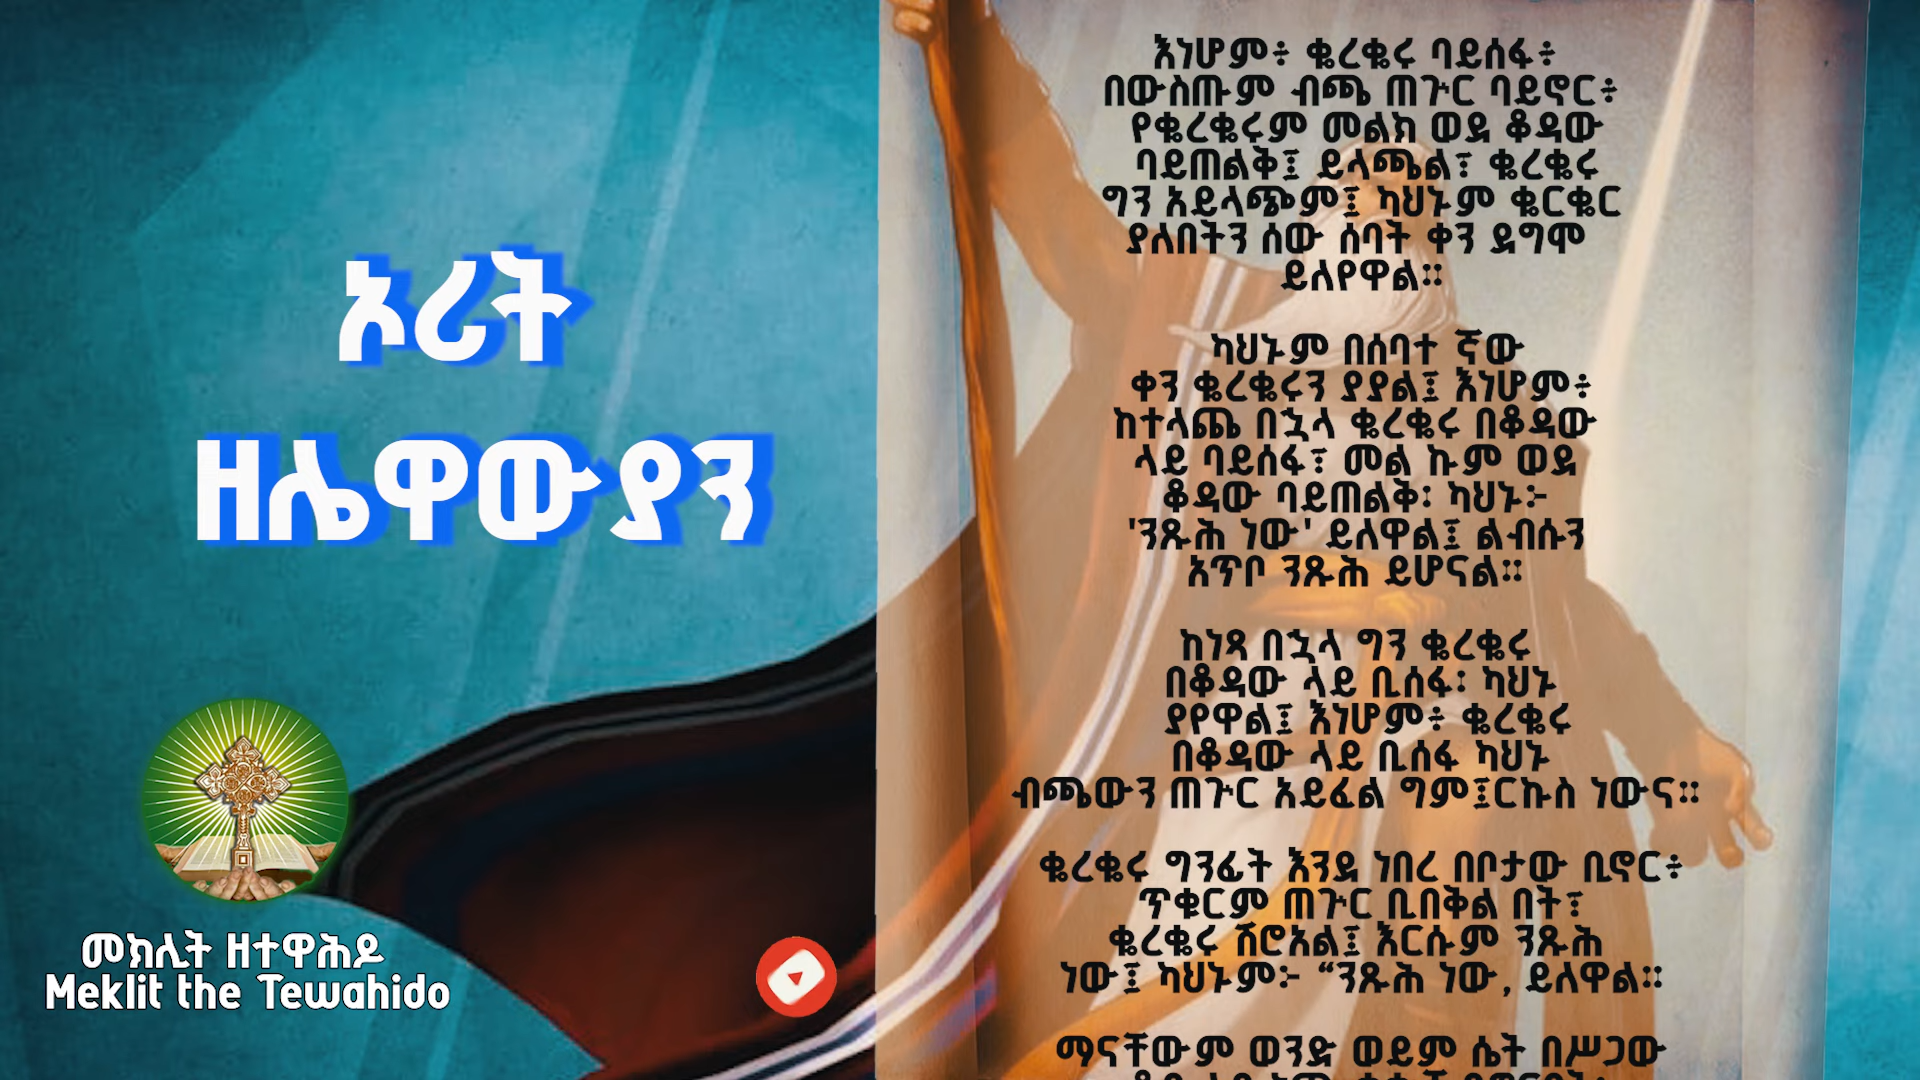 ኦሪት
ዘሌዋውያን
መክሊት ዘተዋሕዶ
Meklit the Tewahido
እነሆም፥ ቈረቈሩ ባይሰፋ፥
በውስጡም ብጫ ጠጕር ባይኖር፥
የቈረቈሩም መልክ ወደ ቆዳው
ባይጠልቅ፤ ይላጫል፣ ቈረቈሩ
ግን አይላጭም፤ ካህኑም ቈርቈር
ያለበትን ሰው ሰባት ቀን ደግሞ
ይለየዋል።
ካህኑም በሰባተ ኛው
ቀን ቈረቈሩን ያያል፤ እነሆም፥
ከተላጨ በኋላ ቈረቈሩ በቆዳው
ላይ ባይሰፋ፣ መል ኩም ወደ
ቆዳው ባይጠልቅ፡ ካህኑ፦
'ንጹሕ ነው' ይለዋል፤ ልብሱን
አጥቦ ንጹሕ ይሆናል።
ከነጻ በኋላ ግን ቈረቈሩ
በቆዳው ላይ ቢሰፋ፡ ካህኑ
ያየዋል፤ እነሆም፥ ቈረቈሩ
በቆዳው ላይ ቢሰፋ ካህኑ
ብጫውን ጠጕር አይፈል ግም፤ርኩስ ነውና።
ቈረቈሩ ግንፊት እንደ ነበረ በቦታው ቢኖር፥
ጥቁርም ጠጕር ቢበቅል በት፣
ቈረቈሩ ሽሮአል፤ እርሱም ንጹሕ
ነው፤ ካህኑም፦ “ንጹሕ ነው, ይለዋል።
ማናቸውም ወንድ ወይም ሴት በሥጋው